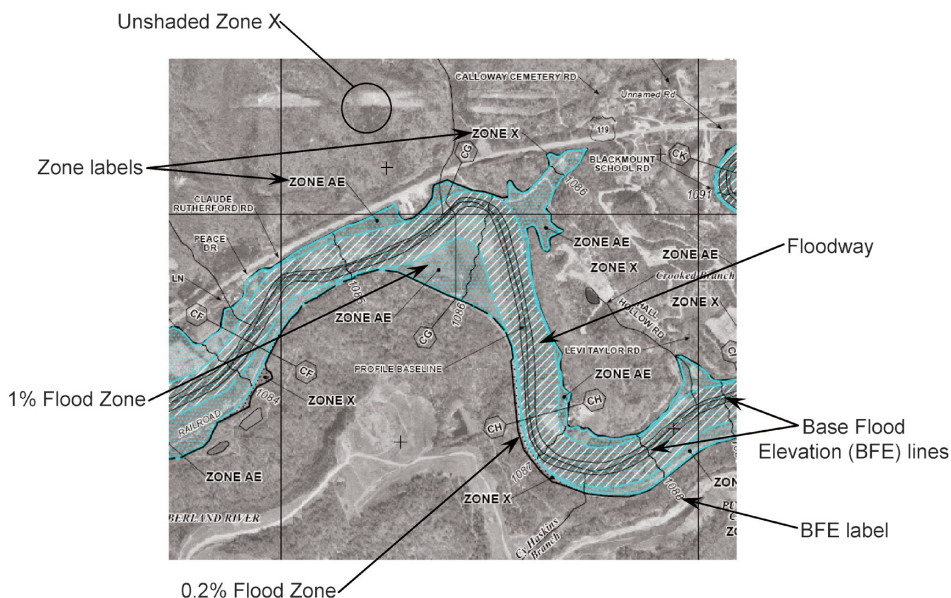 Unshaded Zone X
CALLOWAY CEMETERY RD
Unnamed Rd
119
ZONE X
CG
BLACKMOUNT
SCHOOL RD
CK
Zone labels
ZONE AE
1086
1091
CLAUDE
RUTHERFORD RD
PEACE
DR
ZONE AE
ZONE AE
Floodway
ZONE X
Crooked Branch
LN
1085
ZONE X
HALL
HOLLOW RD
CF
ZONE AE
CG
1086
LEVI TAYLOR RD
PROFILE BASELINE
CF
ZONE AE
1% Flood Zone
1084
ZONE X
CH
RAILROAD
CH
Base Flood
Elevation (BFE) lines
ZONE AE
1087
ZONE X
1088
BERLAND RIVER
Cy Haskins
Branch
BFE label
0.2% Flood Zone